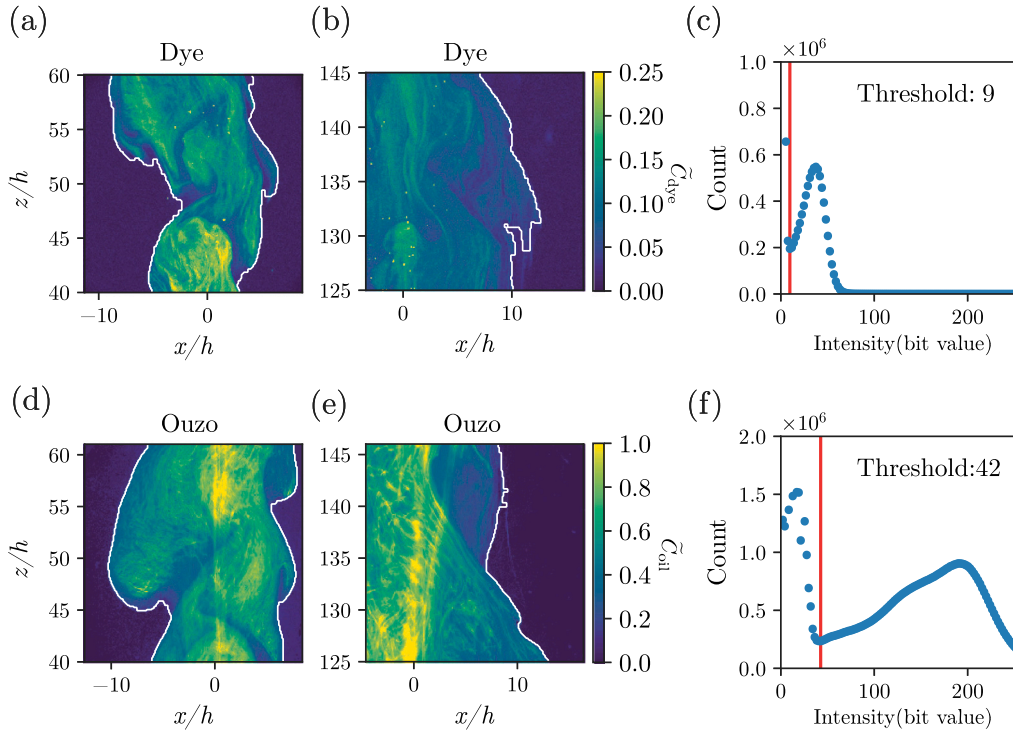 (a)
Dye
60
55
50
45
40
z/h
−10
0
x/h
(b)
Dye
145
140
135
130
125
0
10
x/h
0.25
0.20
0.15
0.10
0.05
0.00
C̃dye
(c)
×10⁶
Threshold: 9
1.0
0.8
0.6
0.4
0.2
0.0
Count
0
100
200
Intensity(bit value)
(d)
Ouzo
60
55
50
45
40
z/h
−10
0
x/h
(e)
Ouzo
145
140
135
130
125
0
10
x/h
1.0
0.8
0.6
0.4
0.2
0.0
C̃oil
(f)
×10⁶
Threshold:42
2.0
1.5
1.0
0.5
0.0
Count
0
100
200
Intensity(bit value)